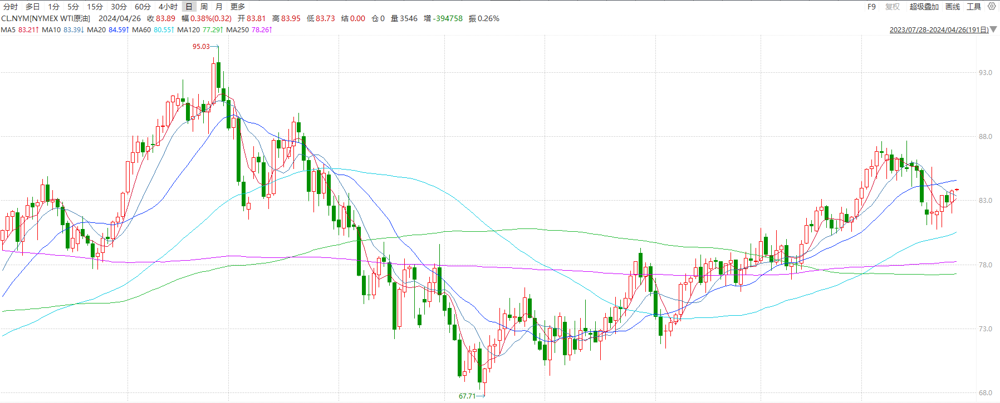 分时 多日 1分 5分 15分 30分 60分 4小时 日 周 月 更多 F9 复权 超级叠加 画线 工具
CL.NYM[NYMEX WTI原油] 2024/04/26 收 83.89 幅 0.38%(0.32) 开 83.81 高 83.95 低 83.73 结 0.00 仓 0 量 3546 增 -394758 振 0.26%
MA5 83.21↑ MA10 83.39↓ MA20 84.59↑ MA60 80.55↑ MA120 77.29↑ MA250 78.26↑ 2023/07/28-2024/04/26(191日)
95.03
93.0
88.0
83.0
78.0
73.0
68.0
67.71